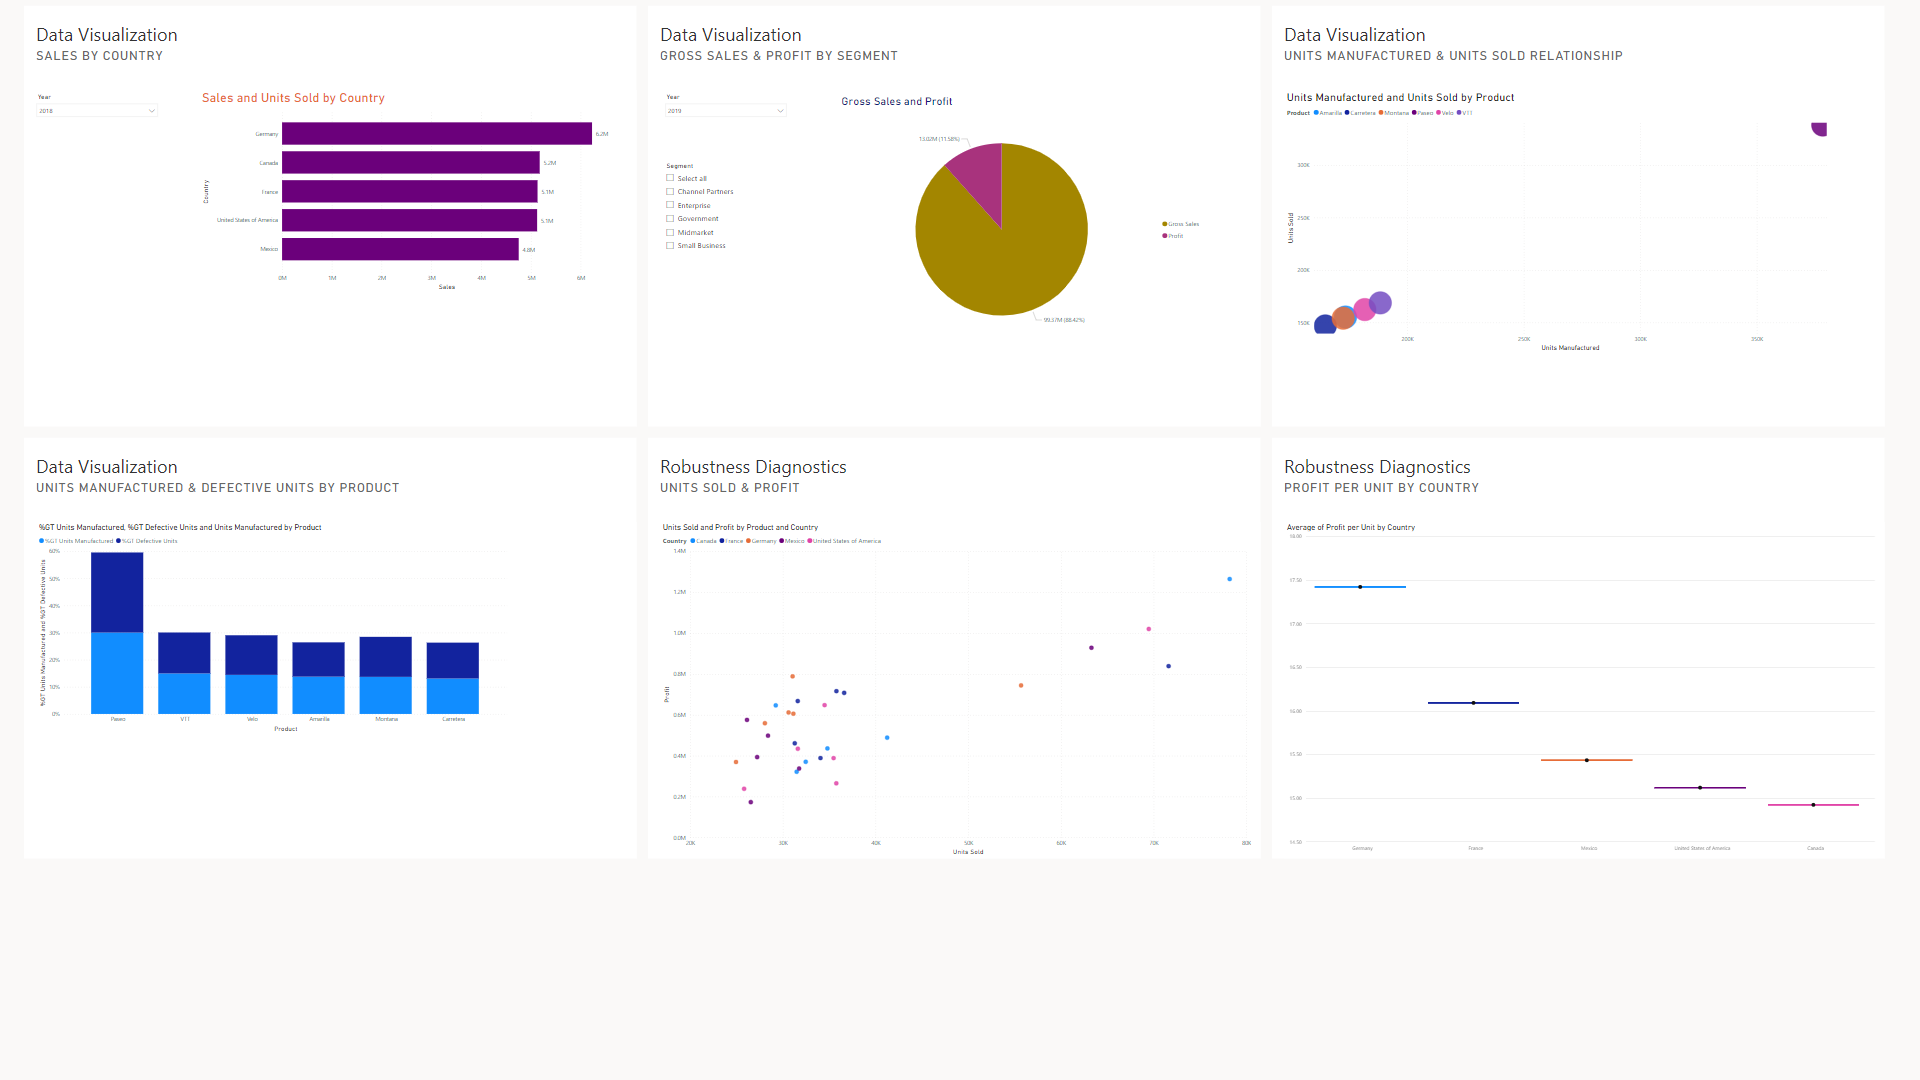 Data Visualization
SALES BY COUNTRY
Year
2018
Sales and Units Sold by Country
Country
Germany
6.2M
Canada
5.2M
France
5.1M
United States of America
5.1M
Mexico
4.8M
0M 1M 2M 3M 4M 5M 6M
Sales
Data Visualization
GROSS SALES & PROFIT BY SEGMENT
Year
2019
Segment
Select all
Channel Partners
Enterprise
Government
Midmarket
Small Business
Gross Sales and Profit
13.02M (11.58%)
99.37M (88.42%)
Gross Sales
Profit
Data Visualization
UNITS MANUFACTURED & UNITS SOLD RELATIONSHIP
Units Manufactured and Units Sold by Product
Product Amarilla Carretera Montana Paseo Velo VTT
Units Sold
300K
250K
200K
150K
200K 250K 300K 350K
Units Manufactured
Data Visualization
UNITS MANUFACTURED & DEFECTIVE UNITS BY PRODUCT
%GT Units Manufactured, %GT Defective Units and Units Manufactured by Product
%GT Units Manufactured %GT Defective Units
%GT Units Manufactured and %GT Defective Units
60%
50%
40%
30%
20%
10%
0%
Paseo VTT Velo Amarilla Montana Carretera
Product
Robustness Diagnostics
UNITS SOLD & PROFIT
Units Sold and Profit by Product and Country
Country Canada France Germany Mexico United States of America
Profit
1.4M
1.2M
1.0M
0.8M
0.6M
0.4M
0.2M
0.0M
20K 30K 40K 50K 60K 70K 80K
Units Sold
Robustness Diagnostics
PROFIT PER UNIT BY COUNTRY
Average of Profit per Unit by Country
18.00
17.50
17.00
16.50
16.00
15.50
15.00
14.50
Germany France Mexico United States of America Canada